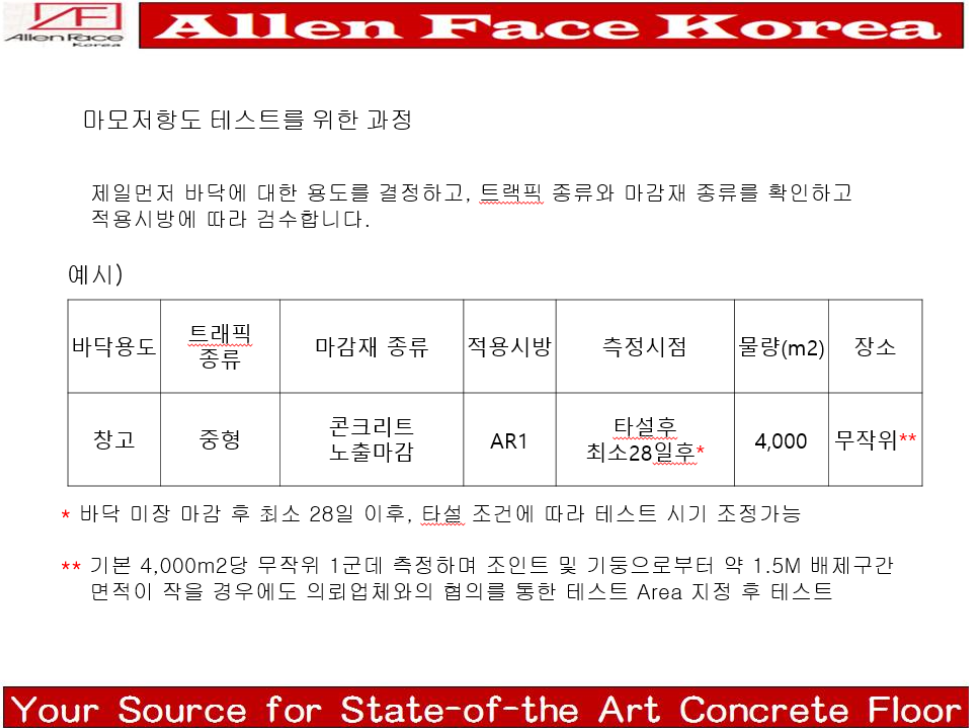 Allen Face
Korea
Allen Face Korea
마모저항도 테스트를 위한 과정
제일먼저 바닥에 대한 용도를 결정하고, 트랙픽 종류와 마감재 종류를 확인하고
적용시방에 따라 검수합니다.
예시)
바닥용도 트래픽 종류 마감재 종류 적용시방 측정시점 물량(m2) 장소
창고 중형 콘크리트 노출마감 AR1 타설후 최소28일후* 4,000 무작위**
* 바닥 미장 마감 후 최소 28일 이후, 타설 조건에 따라 테스트 시기 조정가능
** 기본 4,000m2당 무작위 1군데 측정하며 조인트 및 기둥으로부터 약 1.5M 배제구간
면적이 작을 경우에도 의뢰업체와의 협의를 통한 테스트 Area 지정 후 테스트
Your Source for State-of-the Art Concrete Floor